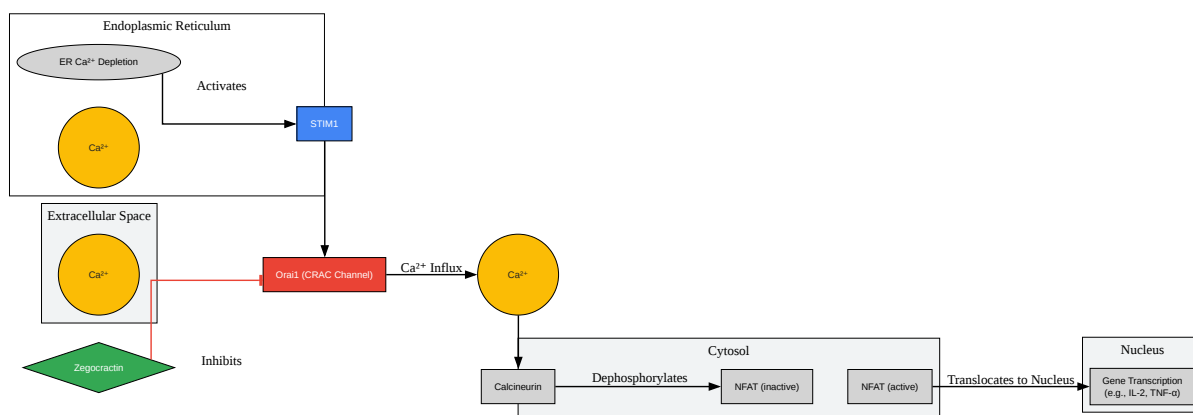 Endoplasmic Reticulum
ER Ca²⁺ Depletion
Activates
STIM1
Ca²⁺
Extracellular Space
Ca²⁺
Orai1 (CRAC Channel)
Ca²⁺ Influx
Ca²⁺
Zegocractin
Inhibits
Cytosol
Calcineurin
Dephosphorylates
NFAT (inactive)
NFAT (active)
Translocates to Nucleus
Nucleus
Gene Transcription
(e.g., IL-2, TNF-α)